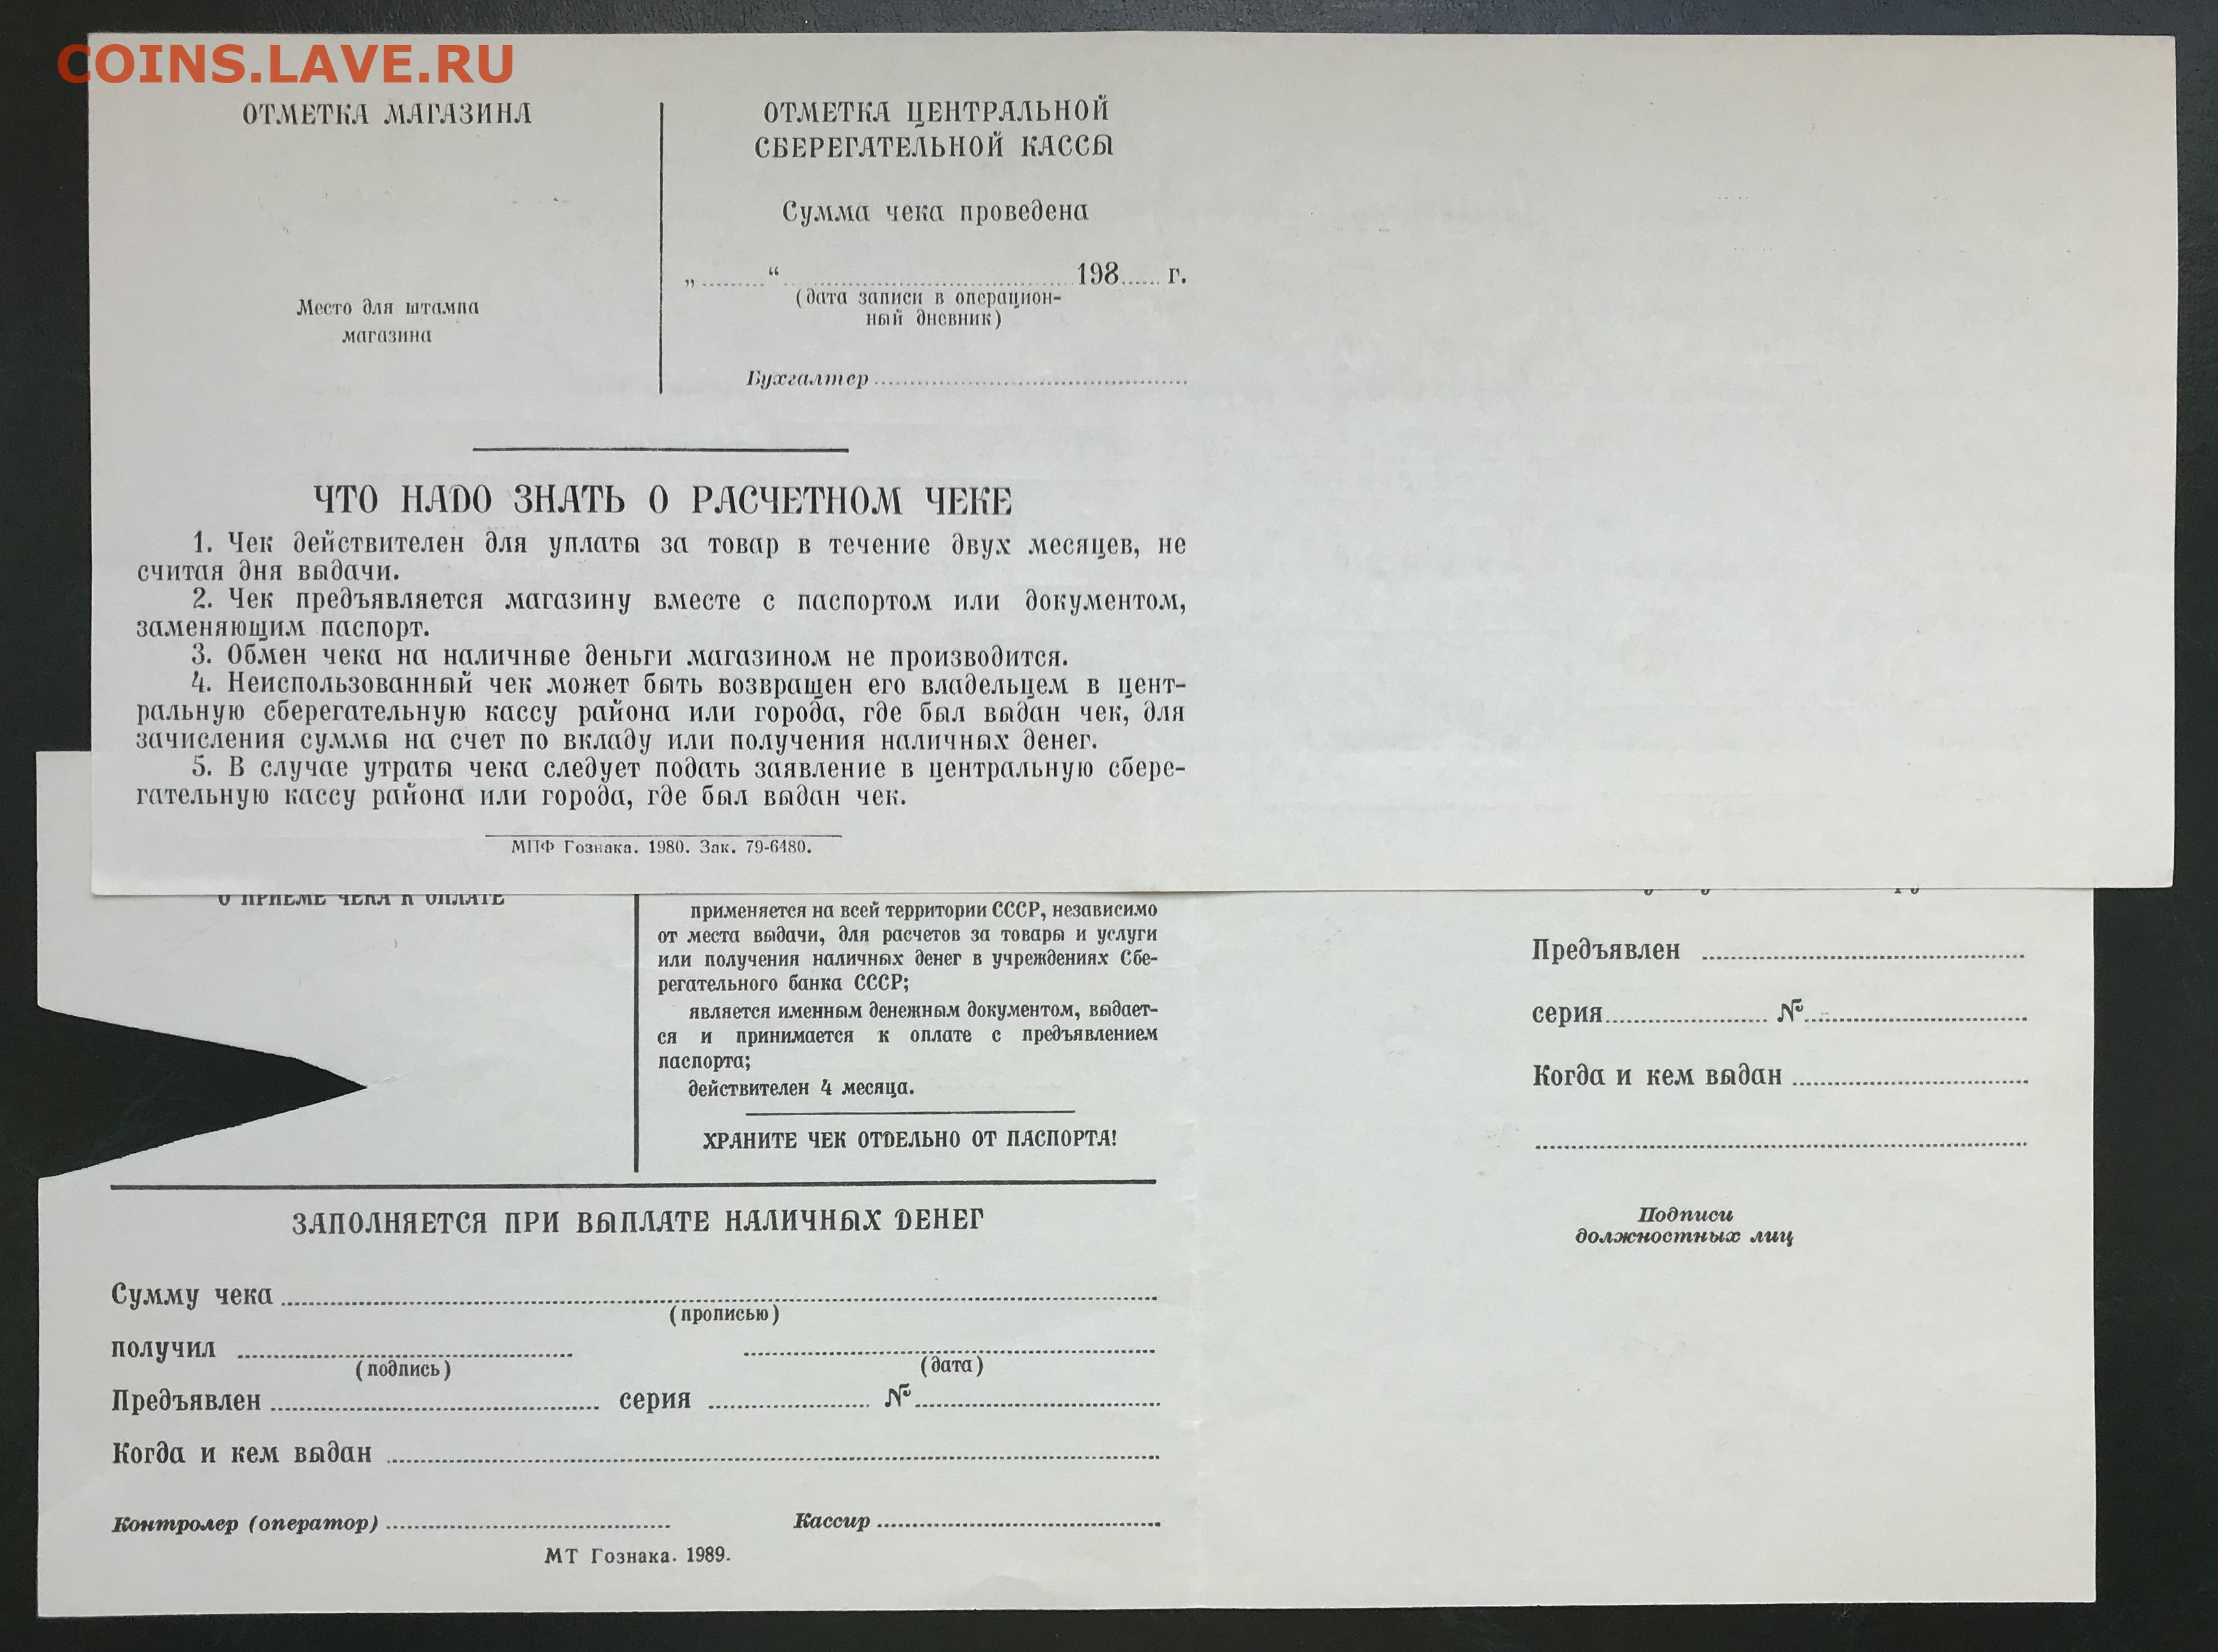 COINS.LAVE.RU
ОТМЕТКА МАГАЗИНА
Место для штампа
магазина
ОТМЕТКА ЦЕНТРАЛЬНОЙ
СБЕРЕГАТЕЛЬНОЙ КАССЫ
Сумма чека проведена
„.........“.................................... 198...... г.
(дата записи в операцион-
ный дневник)
Бухгалтер........................................
ЧТО НАДО ЗНАТЬ О РАСЧЕТНОМ ЧЕКЕ
1. Чек действителен для уплаты за товар в течение двух месяцев, не
считая дня выдачи.
2. Чек предъявляется магазину вместе с паспортом или документом,
заменяющим паспорт.
3. Обмен чека на наличные деньги магазином не производится.
4. Неиспользованный чек может быть возвращен его владельцем в цент-
ральную сберегательную кассу района или города, где был выдан чек, для
зачисления суммы на счет по вкладу или получения наличных денег.
5. В случае утраты чека следует подать заявление в центральную сбере-
гательную кассу района или города, где был выдан чек.
МПФ Гознака. 1980. Зак. 79-6480.
О ПРИЕМЕ ЧЕКА К ОПЛАТЕ
применяется на всей территории СССР, независимо
от места выдачи, для расчетов за товары и услуги
или получения наличных денег в учреждениях Сбе-
регательного банка СССР;
является именным денежным документом, выдает-
ся и принимается к оплате с предъявлением
паспорта;
действителен 4 месяца.
ХРАНИТЕ ЧЕК ОТДЕЛЬНО ОТ ПАСПОРТА!
ЗАПОЛНЯЕТСЯ ПРИ ВЫПЛАТЕ НАЛИЧНЫХ ДЕНЕГ
Сумму чека ....................................
(прописью)
получил .................... ....................
(подпись) (дата)
Предъявлен .................... серия .................... № ....................
Когда и кем выдан ....................................
Контролер (оператор) .................... Кассир ....................
МТ Гознака. 1989.
Предъявлен ....................
серия.................... №....................
Когда и кем выдан ....................
....................................
Подписи
должностных лиц